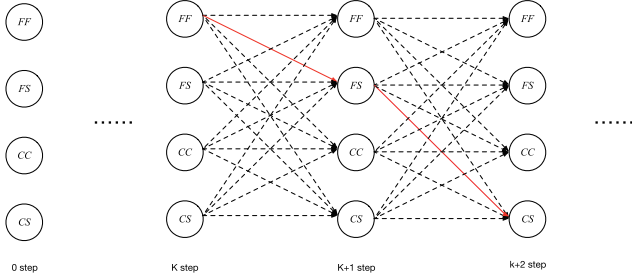 FF FF FF FF
FS FS FS FS
...... ......
CC CC CC CC
CS CS CS CS
0 step K step K+1 step k+2 step